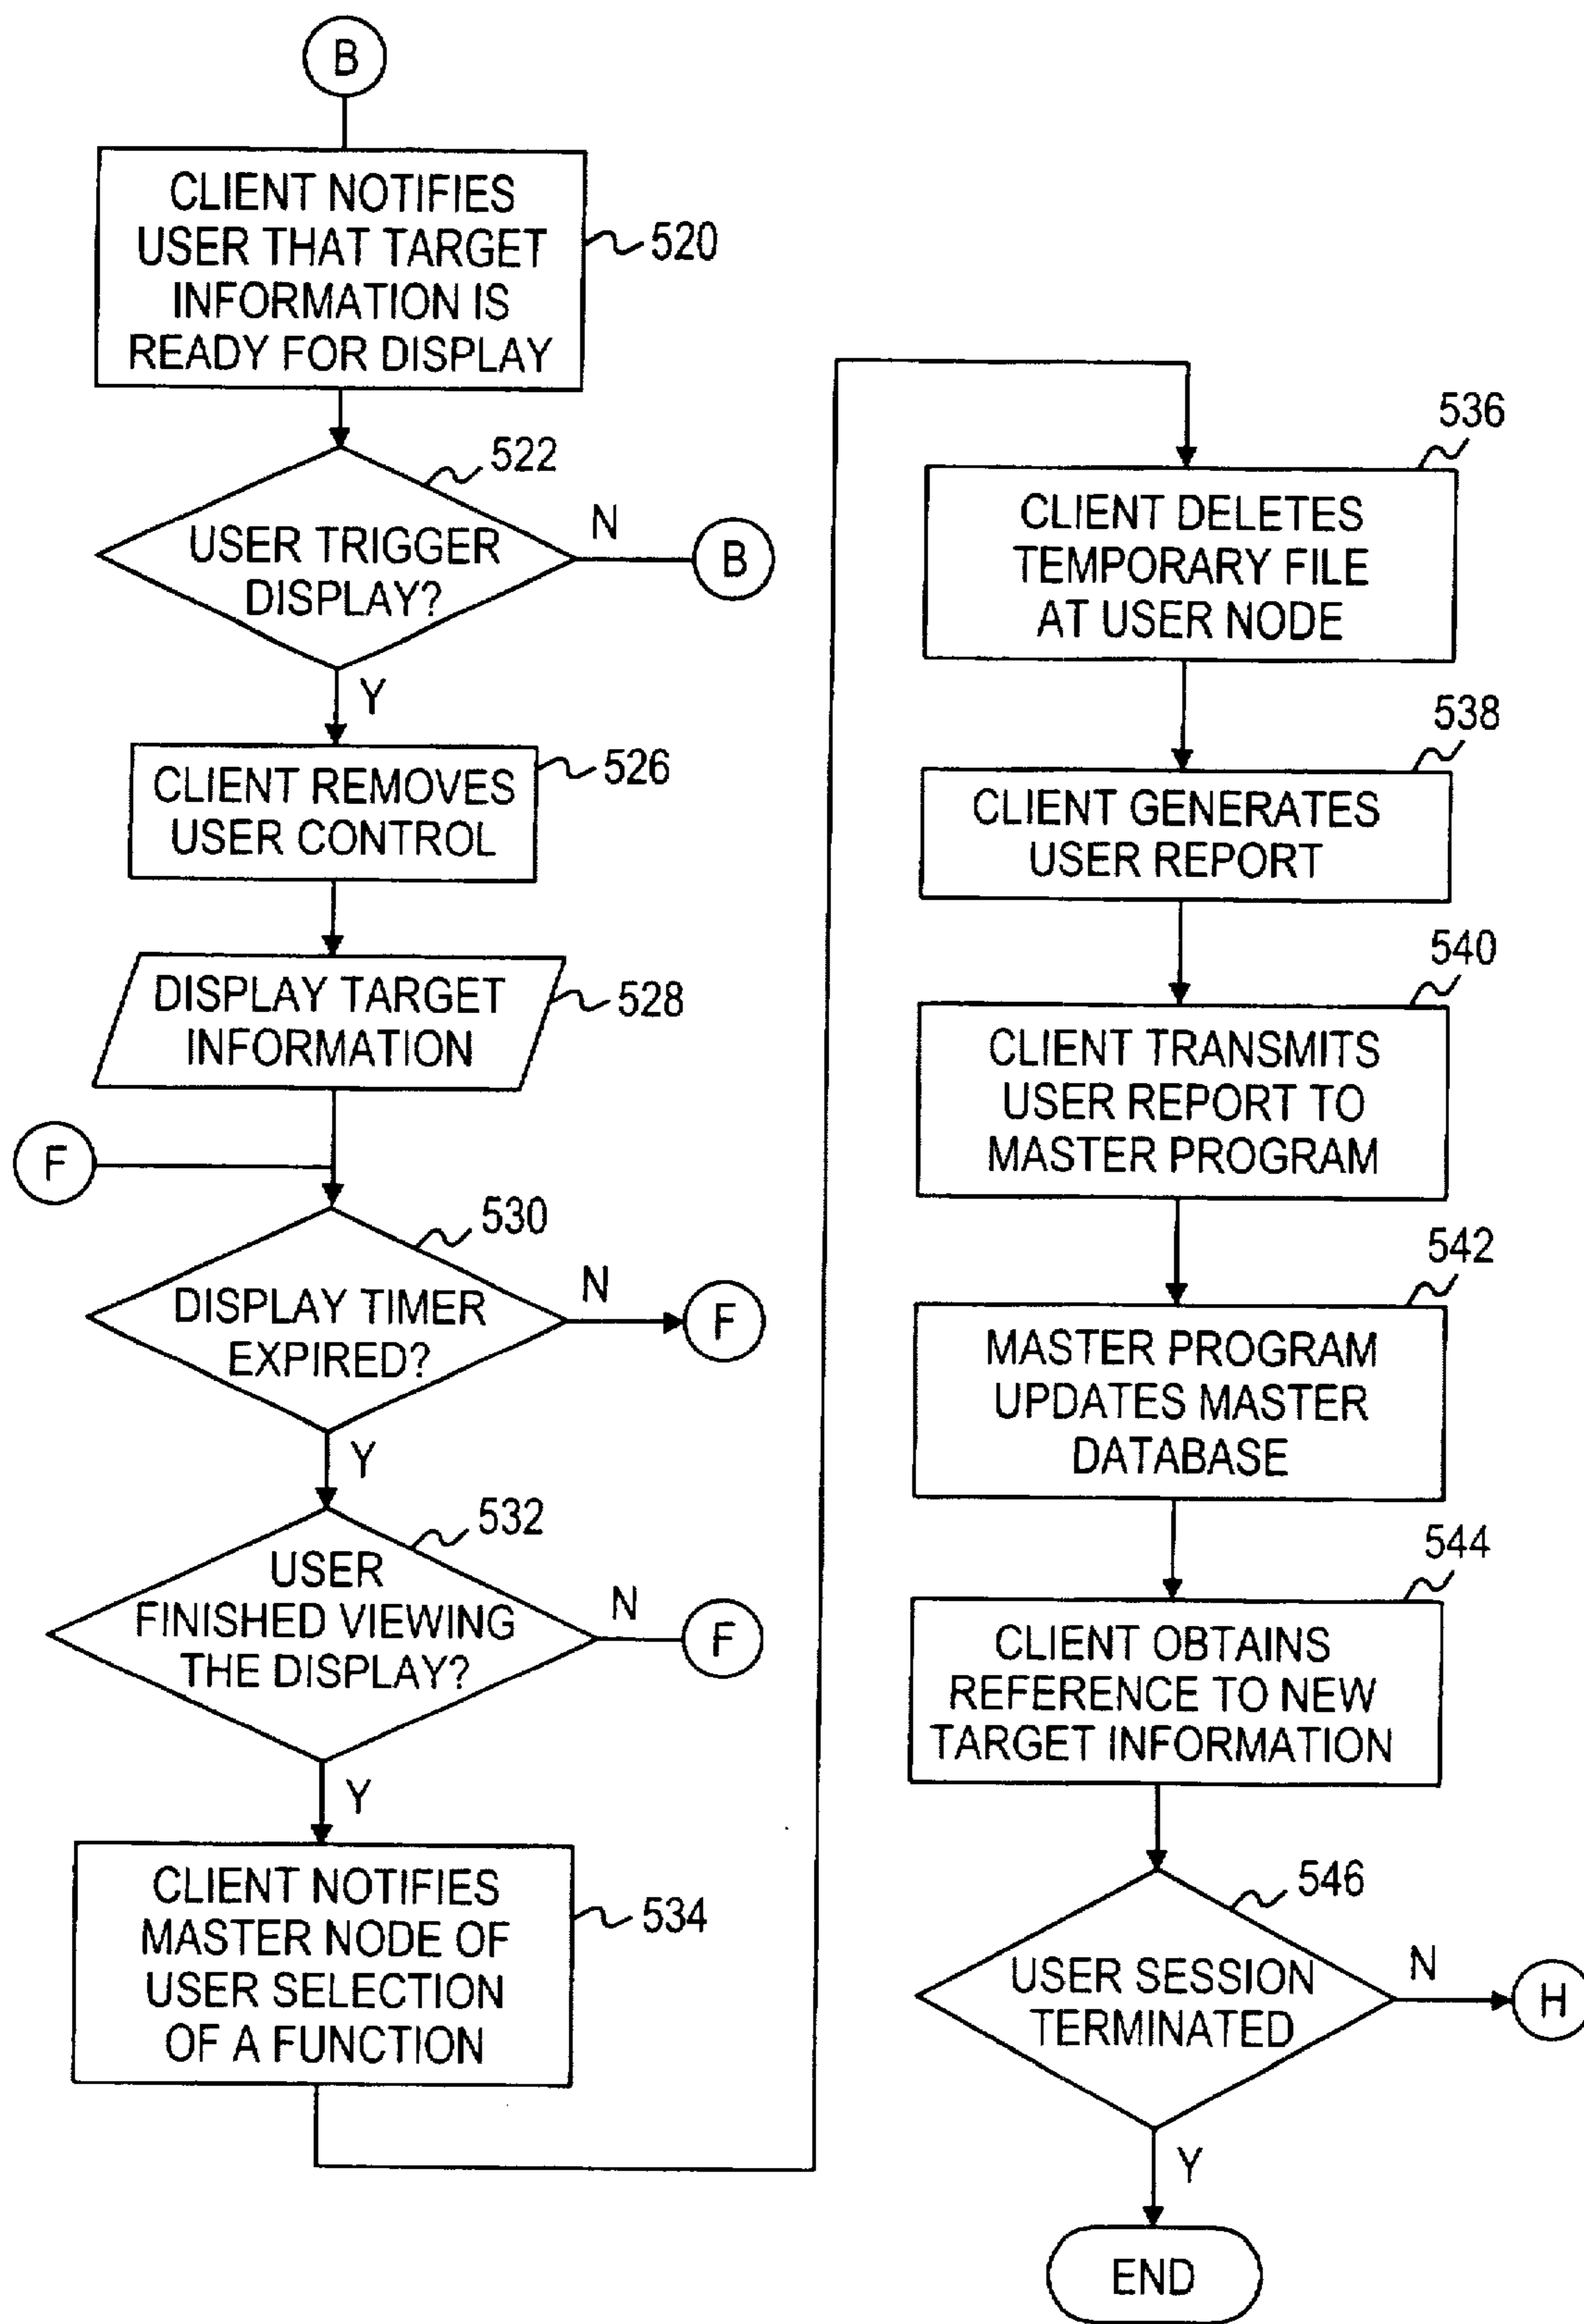 B
CLIENT NOTIFIES
USER THAT TARGET
INFORMATION IS
READY FOR DISPLAY
520
522
USER TRIGGER
DISPLAY?
N
B
Y
CLIENT REMOVES
USER CONTROL
526
DISPLAY TARGET
INFORMATION
528
F
530
DISPLAY TIMER
EXPIRED?
N
F
Y
532
USER
FINISHED VIEWING
THE DISPLAY?
N
F
Y
CLIENT NOTIFIES
MASTER NODE OF
USER SELECTION
OF A FUNCTION
534
536
CLIENT DELETES
TEMPORARY FILE
AT USER NODE
538
CLIENT GENERATES
USER REPORT
540
CLIENT TRANSMITS
USER REPORT TO
MASTER PROGRAM
542
MASTER PROGRAM
UPDATES MASTER
DATABASE
544
CLIENT OBTAINS
REFERENCE TO NEW
TARGET INFORMATION
546
USER SESSION
TERMINATED
N
H
Y
END